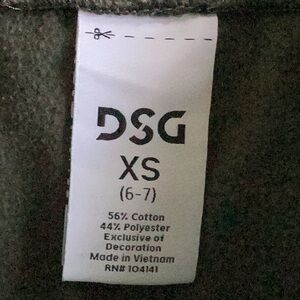 DSG
XS
(6-7)
56% Cotton
44% Polyester
Exclusive of
Decoration
Made in Vietnam
RN# 104141